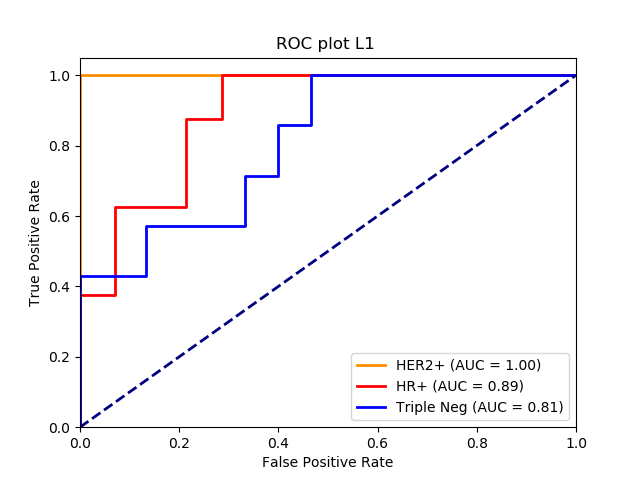 ROC plot L1
True Positive Rate
1.0
0.8
0.6
0.4
0.2
0.0
0.0
0.2
0.4
0.6
0.8
1.0
False Positive Rate
HER2+ (AUC = 1.00)
HR+ (AUC = 0.89)
Triple Neg (AUC = 0.81)